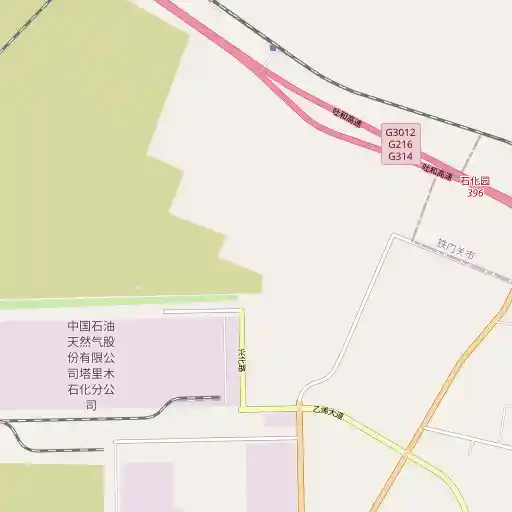 吐和高速
G3012
G216
G314
吐和高速
石化园
396
铁门关市
中国石油
天然气股
份有限公
司塔里木
石化分公
司
兴化路
乙烯大道